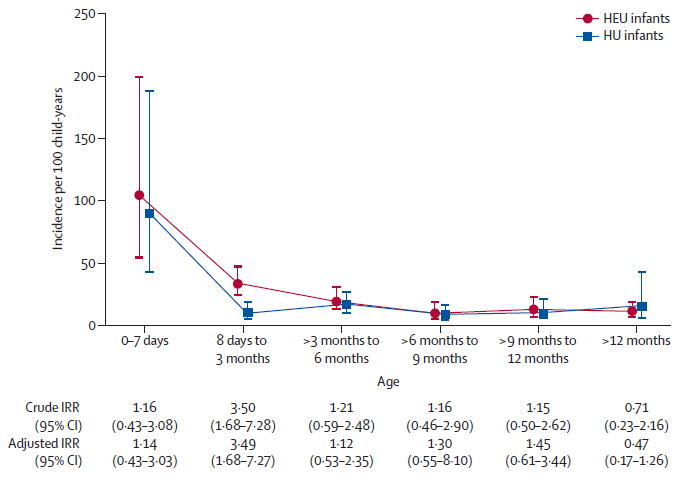 250
200
150
100
50
0
Incidence per 100 child-years
HEU infants
HU infants
0–7 days 8 days to >3 months to >6 months to >9 months to >12 months
3 months 6 months 9 months 12 months
Age
Crude IRR 1·16 3·50 1·21 1·16 1·15 0·71
(95% CI) (0·43–3·08) (1·68–7·28) (0·59–2·48) (0·46–2·90) (0·50–2·62) (0·23–2·16)
Adjusted IRR 1·14 3·49 1·12 1·30 1·45 0·47
(95% CI) (0·43–3·03) (1·68–7·27) (0·53–2·35) (0·55–8·10) (0·61–3·44) (0·17–1·26)